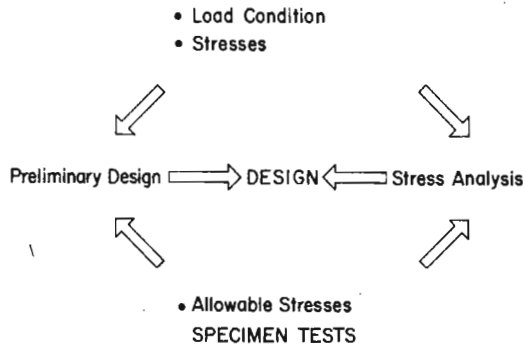 • Load Condition
• Stresses
Preliminary Design DESIGN Stress Analysis
• Allowable Stresses
SPECIMEN TESTS